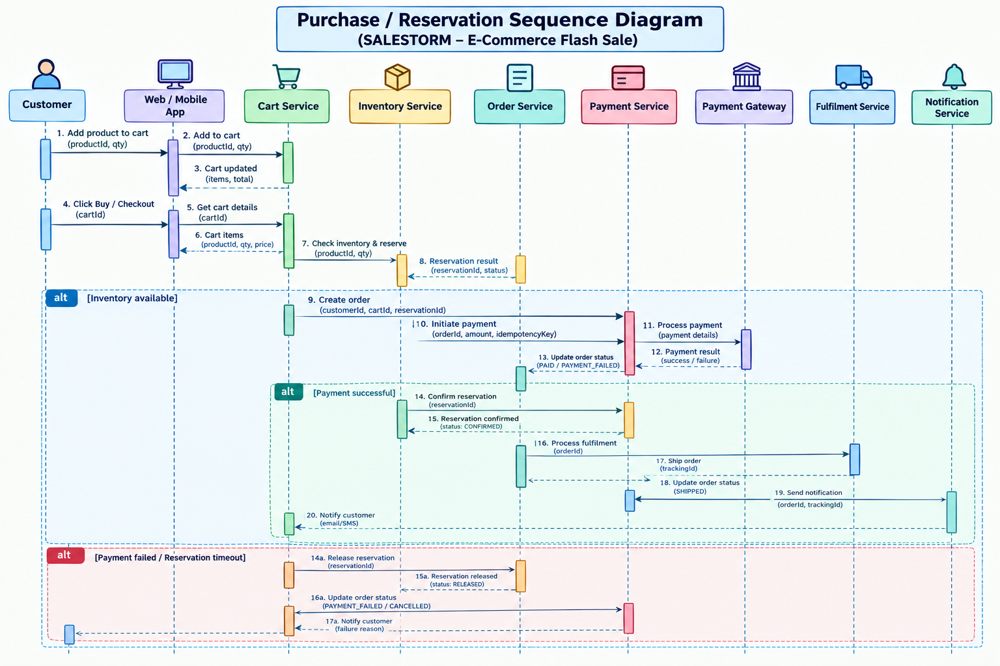 Purchase / Reservation Sequence Diagram
(SALESTORM – E-Commerce Flash Sale)
Customer
Web / Mobile
App
Cart Service
Inventory Service
Order Service
Payment Service
Payment Gateway
Fulfilment Service
Notification
Service
1. Add product to cart
(productId, qty)
2. Add to cart
(productId, qty)
3. Cart updated
(items, total)
4. Click Buy / Checkout
(cartId)
5. Get cart details
(cartId)
6. Cart items
(productId, qty, price)
7. Check inventory & reserve
(productId, qty)
8. Reservation result
(reservationId, status)
alt
[Inventory available]
9. Create order
(customerId, cartId, reservationId)
10. Initiate payment
(orderId, amount, idempotencyKey)
11. Process payment
(payment details)
12. Payment result
(success / failure)
13. Update order status
(PAID / PAYMENT_FAILED)
alt
[Payment successful]
14. Confirm reservation
(reservationId)
15. Reservation confirmed
(status: CONFIRMED)
16. Process fulfilment
(orderId)
17. Ship order
(trackingId)
18. Update order status
(SHIPPED)
19. Send notification
(orderId, trackingId)
20. Notify customer
(email/SMS)
alt
[Payment failed / Reservation timeout]
14a. Release reservation
(reservationId)
15a. Reservation released
(status: RELEASED)
16a. Update order status
(PAYMENT_FAILED / CANCELLED)
17a. Notify customer
(failure reason)